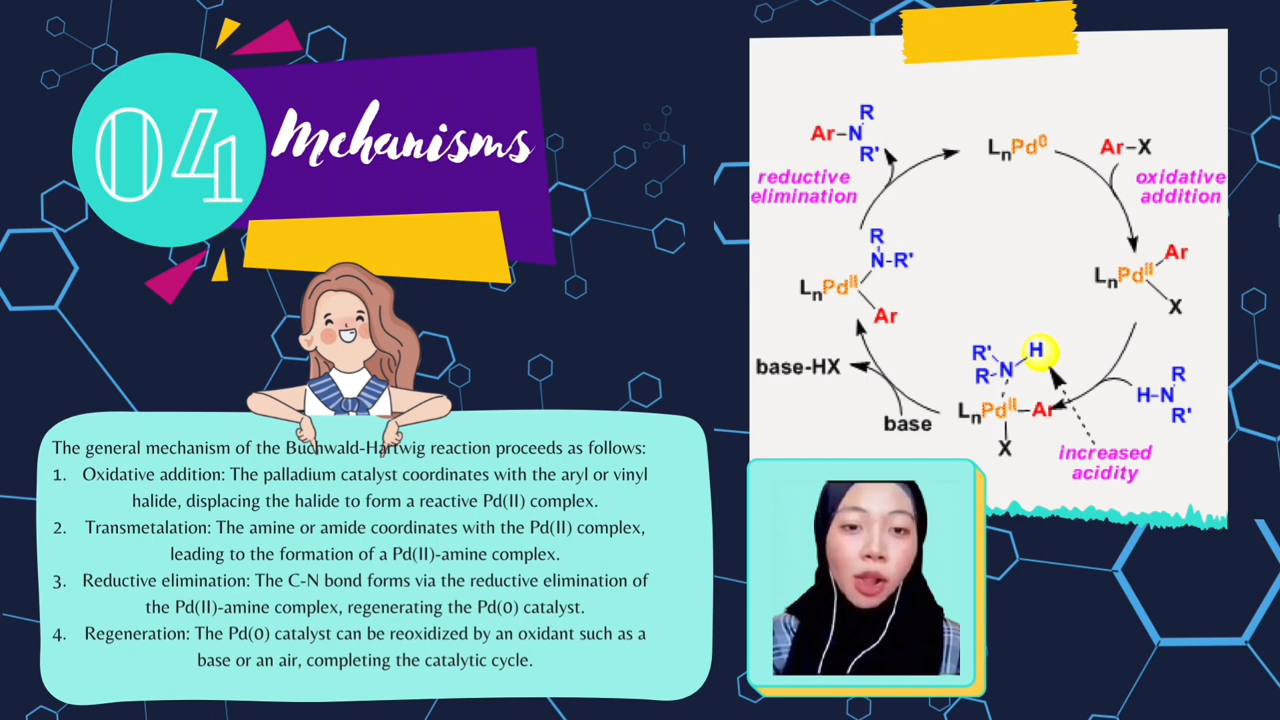 04
Mchanisms
The general mechanism of the Buchwald-Hartwig reaction proceeds as follows:
1. Oxidative addition: The palladium catalyst coordinates with the aryl or vinyl
halide, displacing the halide to form a reactive Pd(II) complex.
2. Transmetalation: The amine or amide coordinates with the Pd(II) complex,
leading to the formation of a Pd(II)-amine complex.
3. Reductive elimination: The C-N bond forms via the reductive elimination of
the Pd(II)-amine complex, regenerating the Pd(0) catalyst.
4. Regeneration: The Pd(0) catalyst can be reoxidized by an oxidant such as a
base or an air, completing the catalytic cycle.
R
Ar-N
R'
LnPd0
Ar-X
reductive
elimination
oxidative
addition
R
N-R'
LnPdII
Ar
Ar
LnPdII
X
base-HX
base
R' H
R-N
LnPdII-Ar
X
R
H-N
R'
increased
acidity